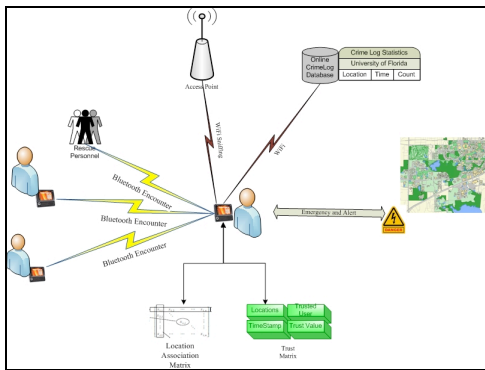 Access Point
Online
CrimeLog
Database
Crime Log Statistics
University of Florida
Location Time Count
Rescue
Personnel
WiFi Sniffing
WiFi
Bluetooth Encounter
Bluetooth Encounter
Bluetooth Encounter
Emergency and Alert
DANGER
Locations
Trusted
User
TimeStamp
Trust Value
Location
Association
Matrix
Trust
Matrix